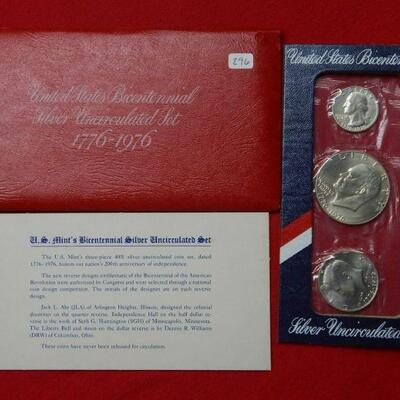 296
United States Bicentennial
Silver Uncirculated Set
1776-1976
U.S. Mint's Bicentennial Silver Uncirculated Set
The U.S. Mint's three-piece 40% silver uncirculated coin set, dated
1776-1976, honors our nation's 200th anniversary of independence.
The new reverse designs emblematic of the Bicentennial of the American
Revolution were authorized by Congress and were selected through a national
coin design competition. The initials of the designer are on each reverse
design.
Jack L. Ahr (JLA) of Arlington Heights, Illinois, designed the colonial
drummer on the quarter reverse. Independence Hall on the half dollar
reverse is the work of Seth G. Huntington (SGH) of Minneapolis, Minnesota.
The Liberty Bell and moon on the dollar reverse is by Dennis R. Williams
(DRW) of Columbus, Ohio.
These coins have never been released for circulation.
United States Bicentennial
LIBERTY
Silver Uncirculated